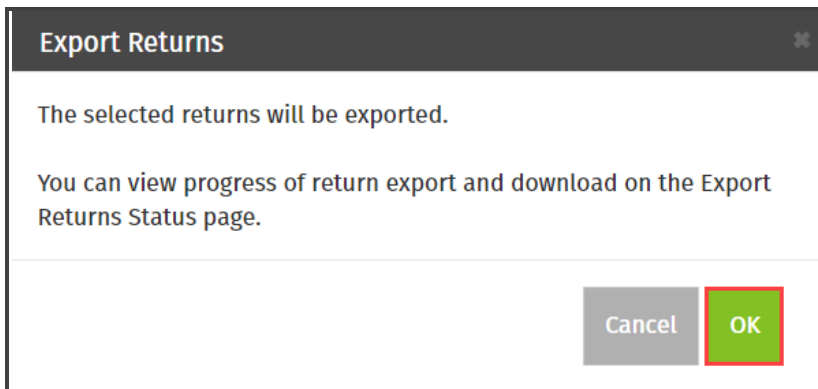 Export Returns
The selected returns will be exported.
You can view progress of return export and download on the Export
Returns Status page.
Cancel OK